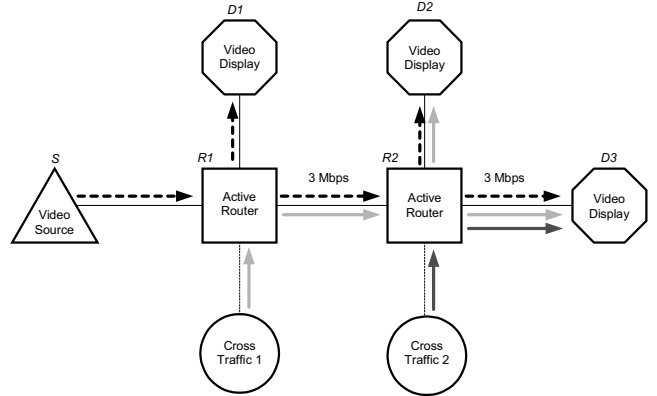 D1
D2
Video
Display
Video
Display
S
R1
3 Mbps
R2
3 Mbps
D3
Video
Source
Active
Router
Active
Router
Video
Display
Cross
Traffic 1
Cross
Traffic 2